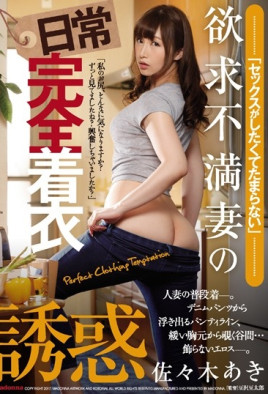 「セックスがしたくてたまらない」
欲求不満妻の
日常
完全着衣
「私のお尻、どんなに気になりますか?
ずっと見てましたよね?…興奮しちゃいましたか?」
Perfect Clothing Temptation
人妻の普段着―。
デニムパンツから
浮き出るパンティライン、
緩い胸元から覗く谷間…
飾らないエロス―。
誘惑
佐々木あき